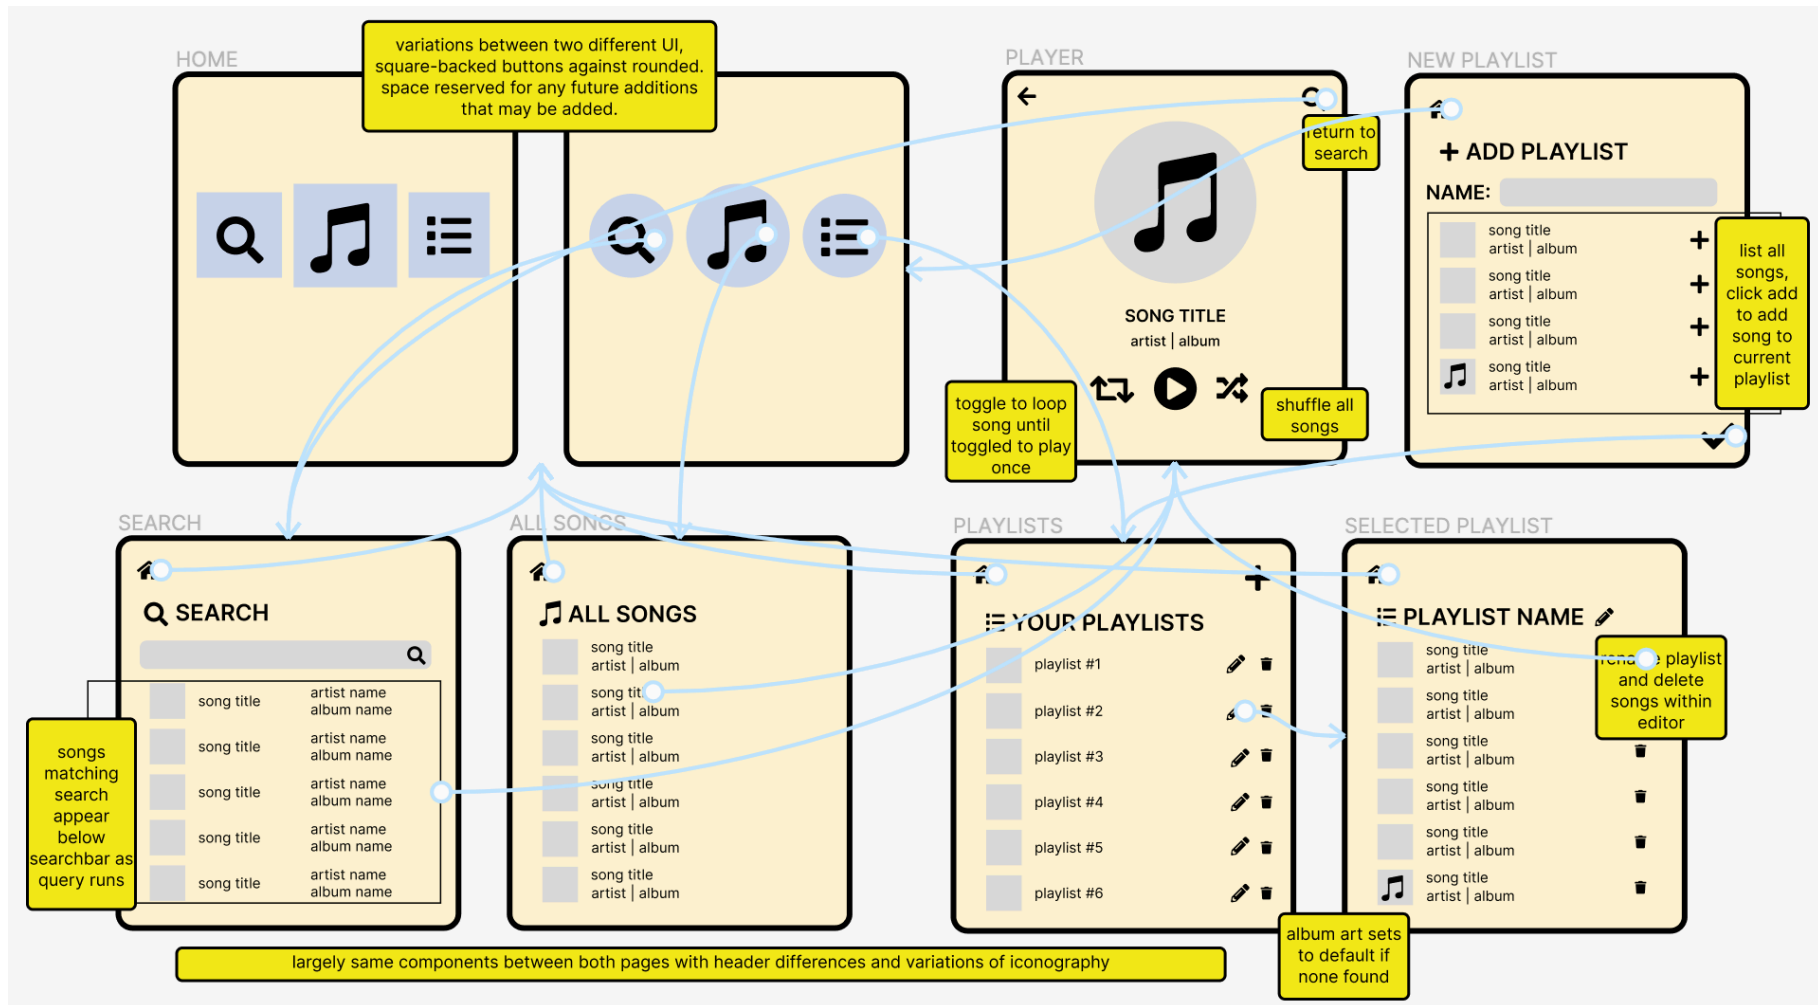 HOME
variations between two different UI,
square-backed buttons against rounded.
space reserved for any future additions
that may be added.
PLAYER
return to
search
SONG TITLE
artist | album
toggle to loop
song until
toggled to play
once
shuffle all
songs
NEW PLAYLIST
ADD PLAYLIST
NAME:
song title
artist | album
song title
artist | album
song title
artist | album
song title
artist | album
list all
songs,
click add
to add
song to
current
playlist
SEARCH
SEARCH
song title
artist name
album name
song title
artist name
album name
song title
artist name
album name
song title
artist name
album name
song title
artist name
album name
songs
matching
search
appear
below
searchbar as
query runs
ALL SONGS
ALL SONGS
song title
artist | album
song title
artist | album
song title
artist | album
song title
artist | album
song title
artist | album
song title
artist | album
PLAYLISTS
YOUR PLAYLISTS
playlist #1
playlist #2
playlist #3
playlist #4
playlist #5
playlist #6
SELECTED PLAYLIST
PLAYLIST NAME
song title
artist | album
song title
artist | album
song title
artist | album
song title
artist | album
song title
artist | album
song title
artist | album
rename playlist
and delete
songs within
editor
album art sets
to default if
none found
largely same components between both pages with header differences and variations of iconography